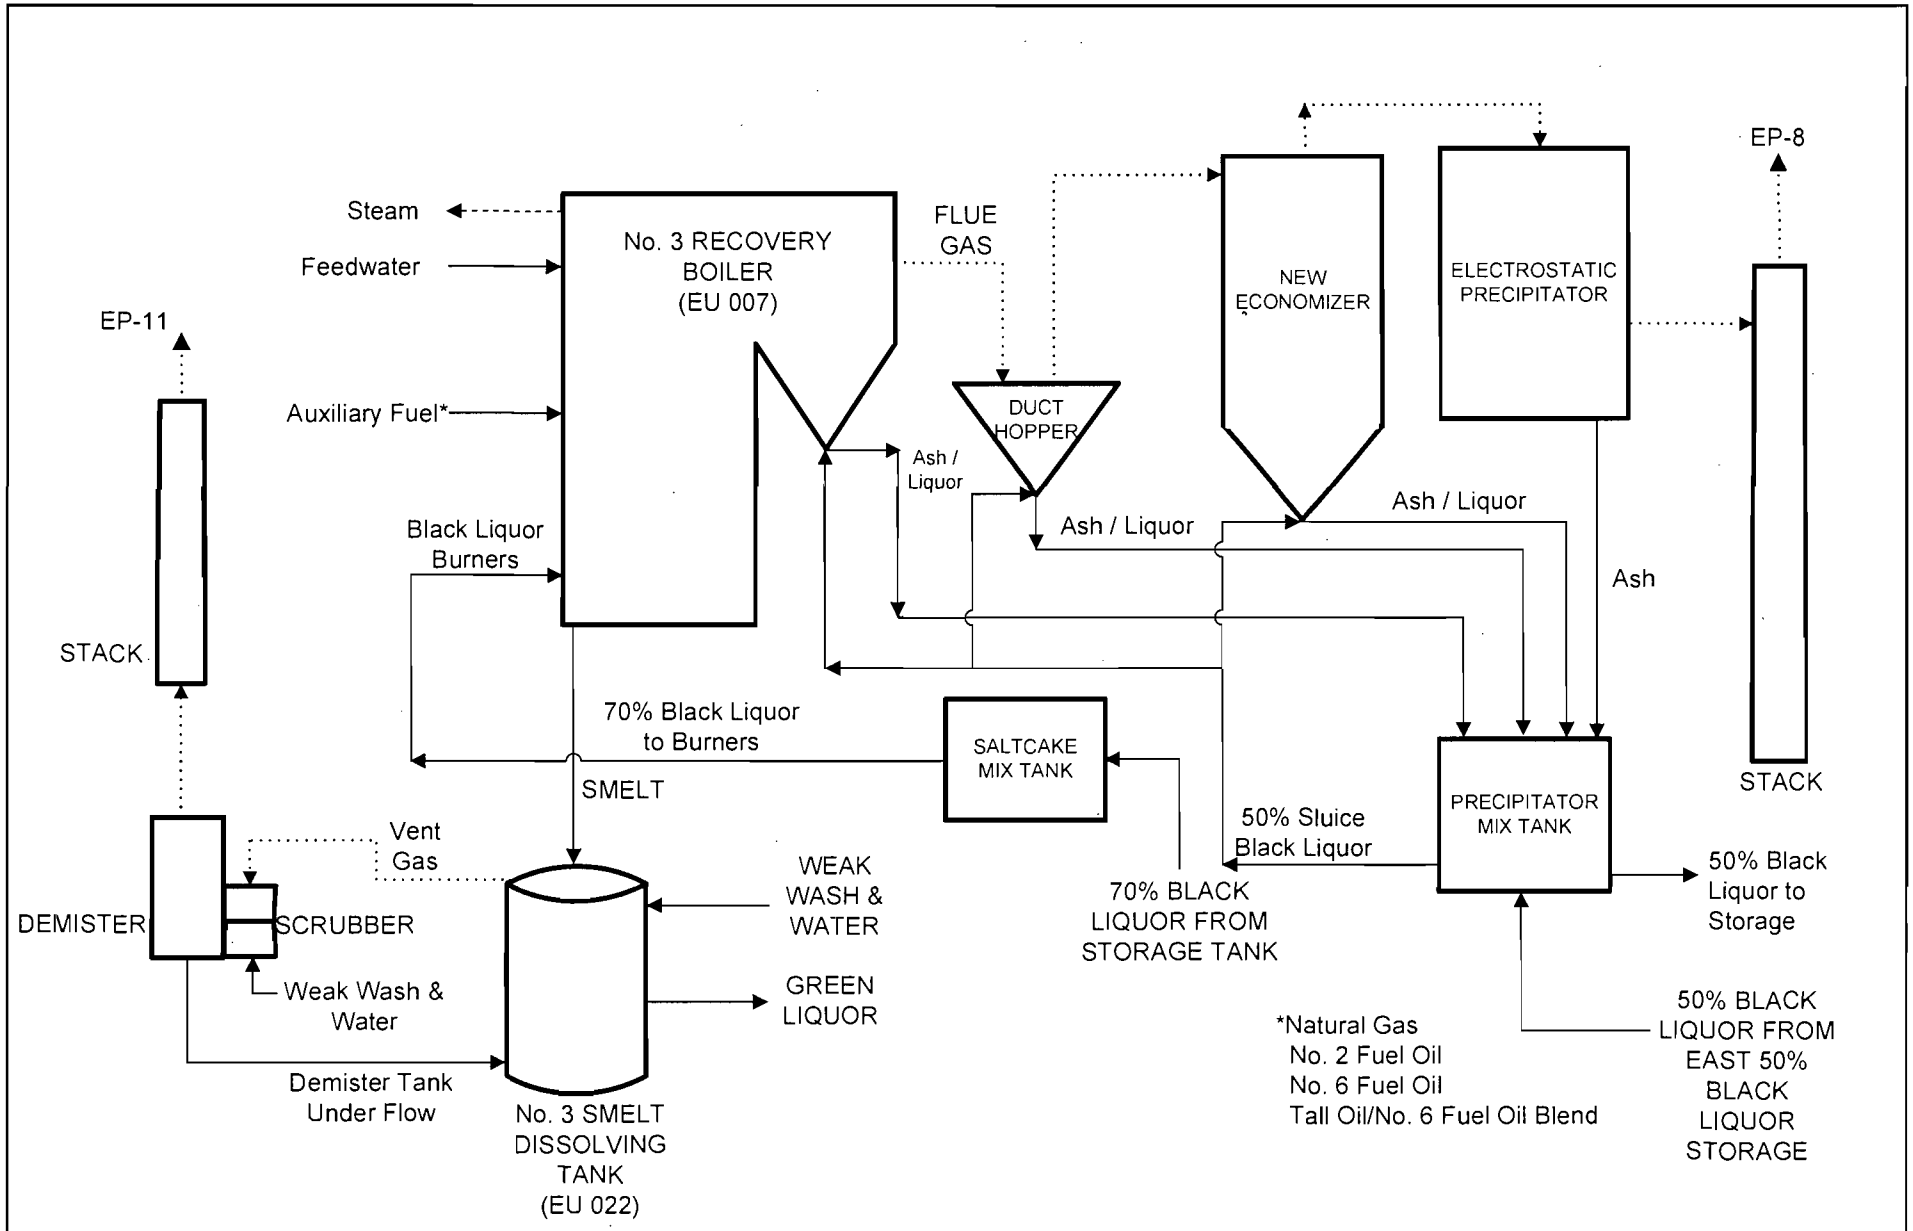 EP-8
Steam
FLUE
GAS
No. 3 RECOVERY
BOILER
(EU 007)
Feedwater
NEW
ECONOMIZER
ELECTROSTATIC
PRECIPITATOR
EP-11
Auxiliary Fuel*
DUCT
HOPPER
Ash /
Liquor
Ash / Liquor
Ash / Liquor
Black Liquor
Burners
Ash
STACK
70% Black Liquor
to Burners
SALTCAKE
MIX TANK
SMELT
STACK
PRECIPITATOR
MIX TANK
50% Sluice
Black Liquor
Vent
Gas
WEAK
WASH &
WATER
50% Black
Liquor to
Storage
70% BLACK
LIQUOR FROM
STORAGE TANK
DEMISTER
SCRUBBER
Weak Wash &
Water
GREEN
LIQUOR
50% BLACK
LIQUOR FROM
EAST 50%
BLACK
LIQUOR
STORAGE
*Natural Gas
No. 2 Fuel Oil
No. 6 Fuel Oil
Tall Oil/No. 6 Fuel Oil Blend
Demister Tank
Under Flow
No. 3 SMELT
DISSOLVING
TANK
(EU 022)